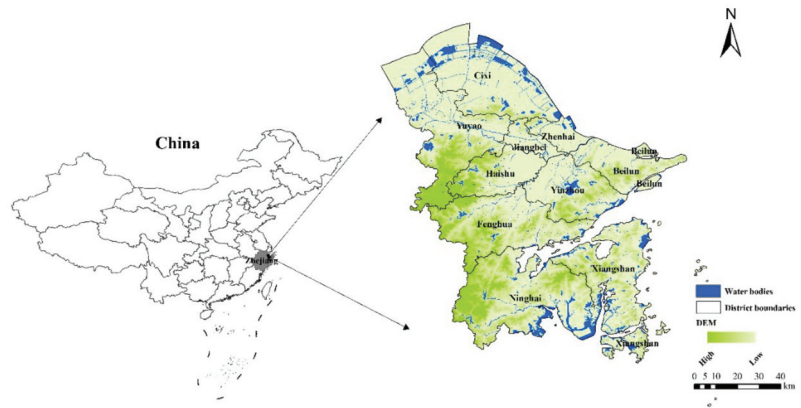 N
China
Zhejiang
Cixi
Yuyao
Zhenhai
Jiangbei
Beilun
Haishu
Beilun
Yinzhou
Beilun
Fenghua
Xiangshan
Ninghai
Xiangshan
Water bodies
District boundaries
DEM
High
Low
0 5 10 20 30 40
km